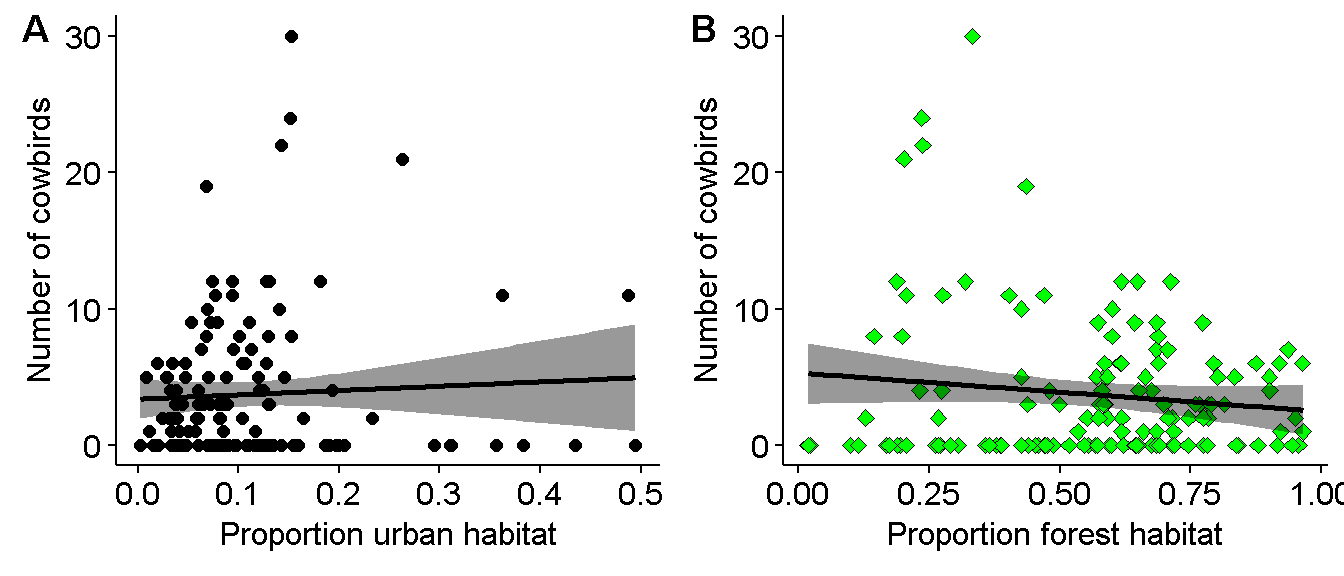 A
Number of cowbirds
30
20
10
0
0.0 0.1 0.2 0.3 0.4 0.5
Proportion urban habitat
B
Number of cowbirds
30
20
10
0
0.00 0.25 0.50 0.75 1.00
Proportion forest habitat